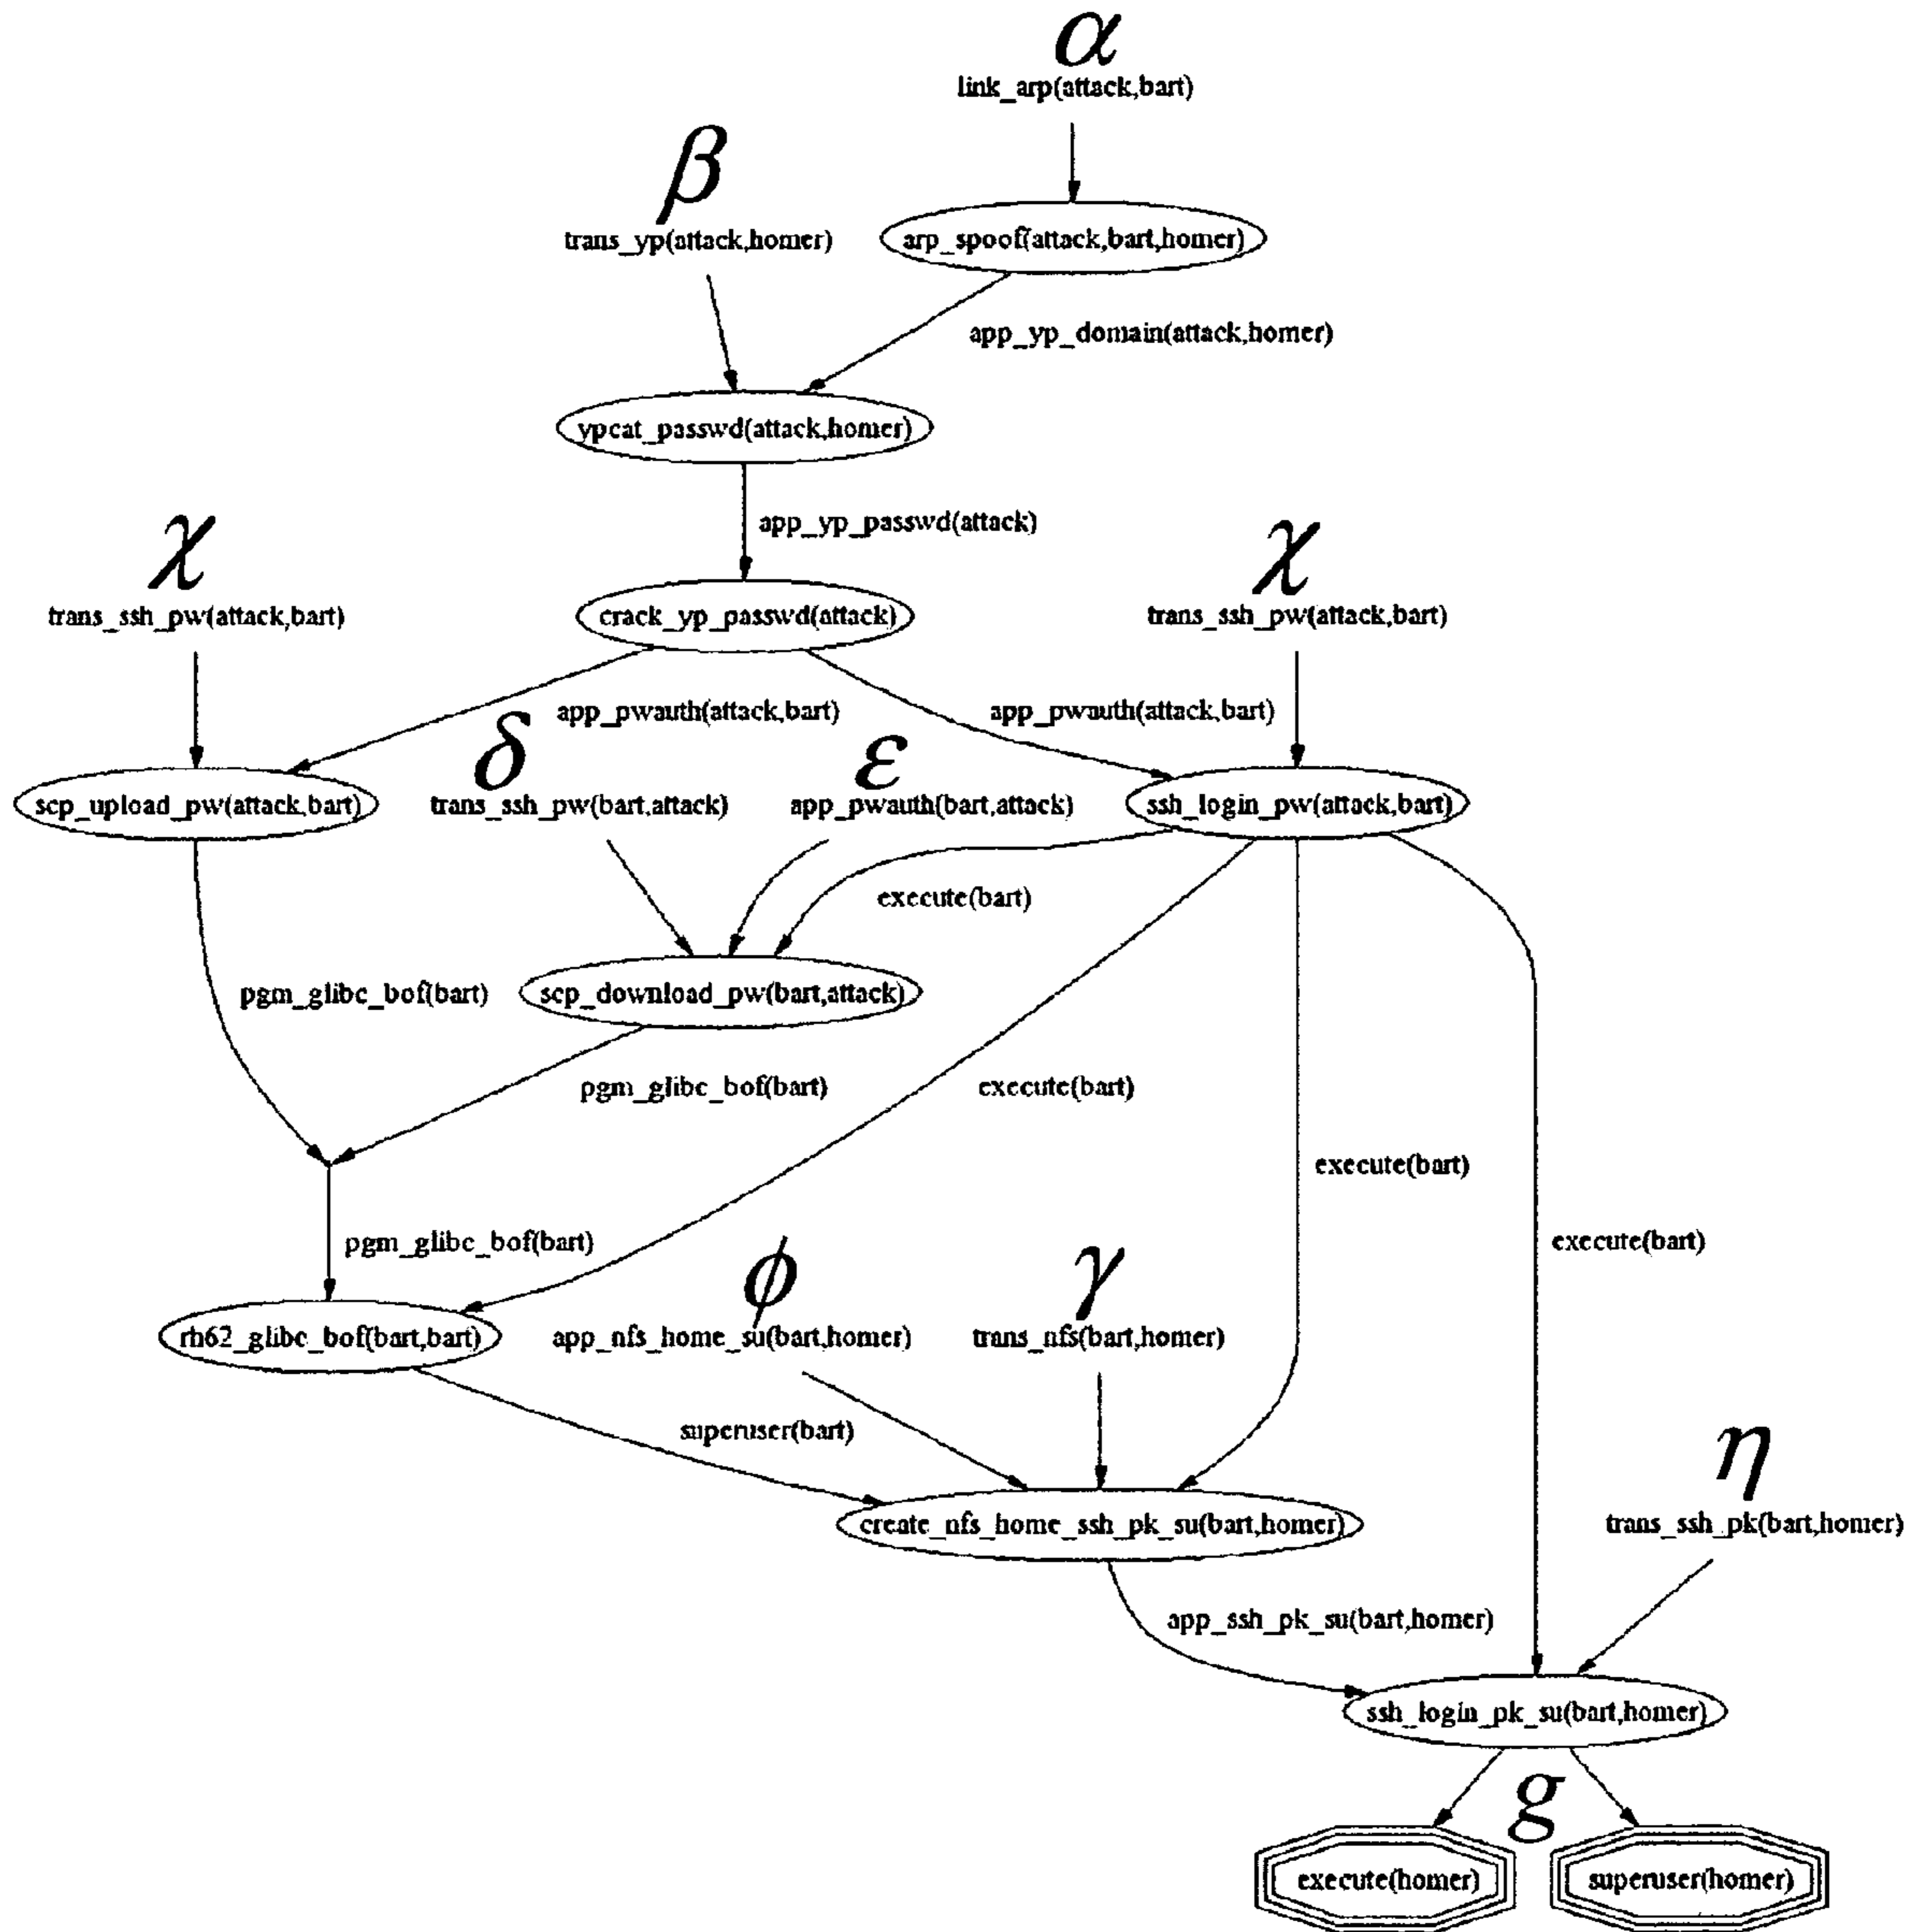 α
link_arp(attack,bart)
β
trans_yp(attack,homer)
arp_spoof(attack,bart,homer)
app_yp_domain(attack,homer)
ypcat_passwd(attack,homer)
app_yp_passwd(attack)
χ
trans_ssh_pw(attack,bart)
crack_yp_passwd(attack)
χ
trans_ssh_pw(attack,bart)
app_pwauth(attack,bart)
app_pwauth(attack,bart)
scp_upload_pw(attack,bart)
δ
trans_ssh_pw(bart,attack)
ε
app_pwauth(bart,attack)
ssh_login_pw(attack,bart)
execute(bart)
pgm_glibc_bof(bart)
scp_download_pw(bart,attack)
pgm_glibc_bof(bart)
execute(bart)
execute(bart)
pgm_glibc_bof(bart)
execute(bart)
rh62_glibc_bof(bart,bart)
ϕ
app_nfs_home_su(bart,homer)
γ
trans_nfs(bart,homer)
superuser(bart)
η
create_nfs_home_ssh_pk_su(bart,homer)
trans_ssh_pk(bart,homer)
app_ssh_pk_su(bart,homer)
ssh_login_pk_su(bart,homer)
g
execute(homer)
superuser(homer)